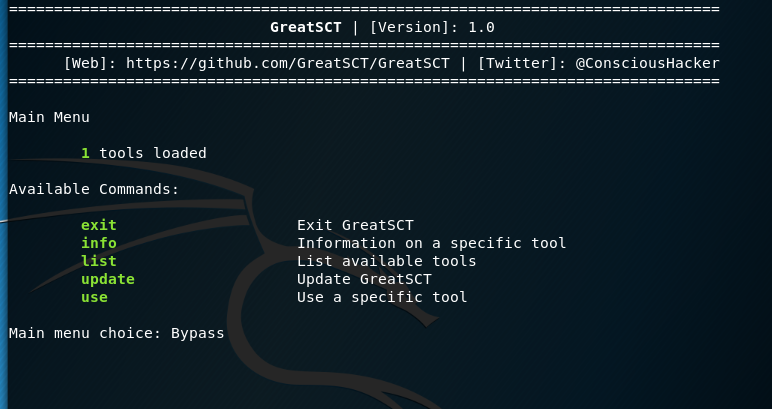 ===============================================================================
GreatSCT | [Version]: 1.0
===============================================================================
[Web]: https://github.com/GreatSCT/GreatSCT | [Twitter]: @ConsciousHacker
===============================================================================
Main Menu
1 tools loaded
Available Commands:
exit Exit GreatSCT
info Information on a specific tool
list List available tools
update Update GreatSCT
use Use a specific tool
Main menu choice: Bypass